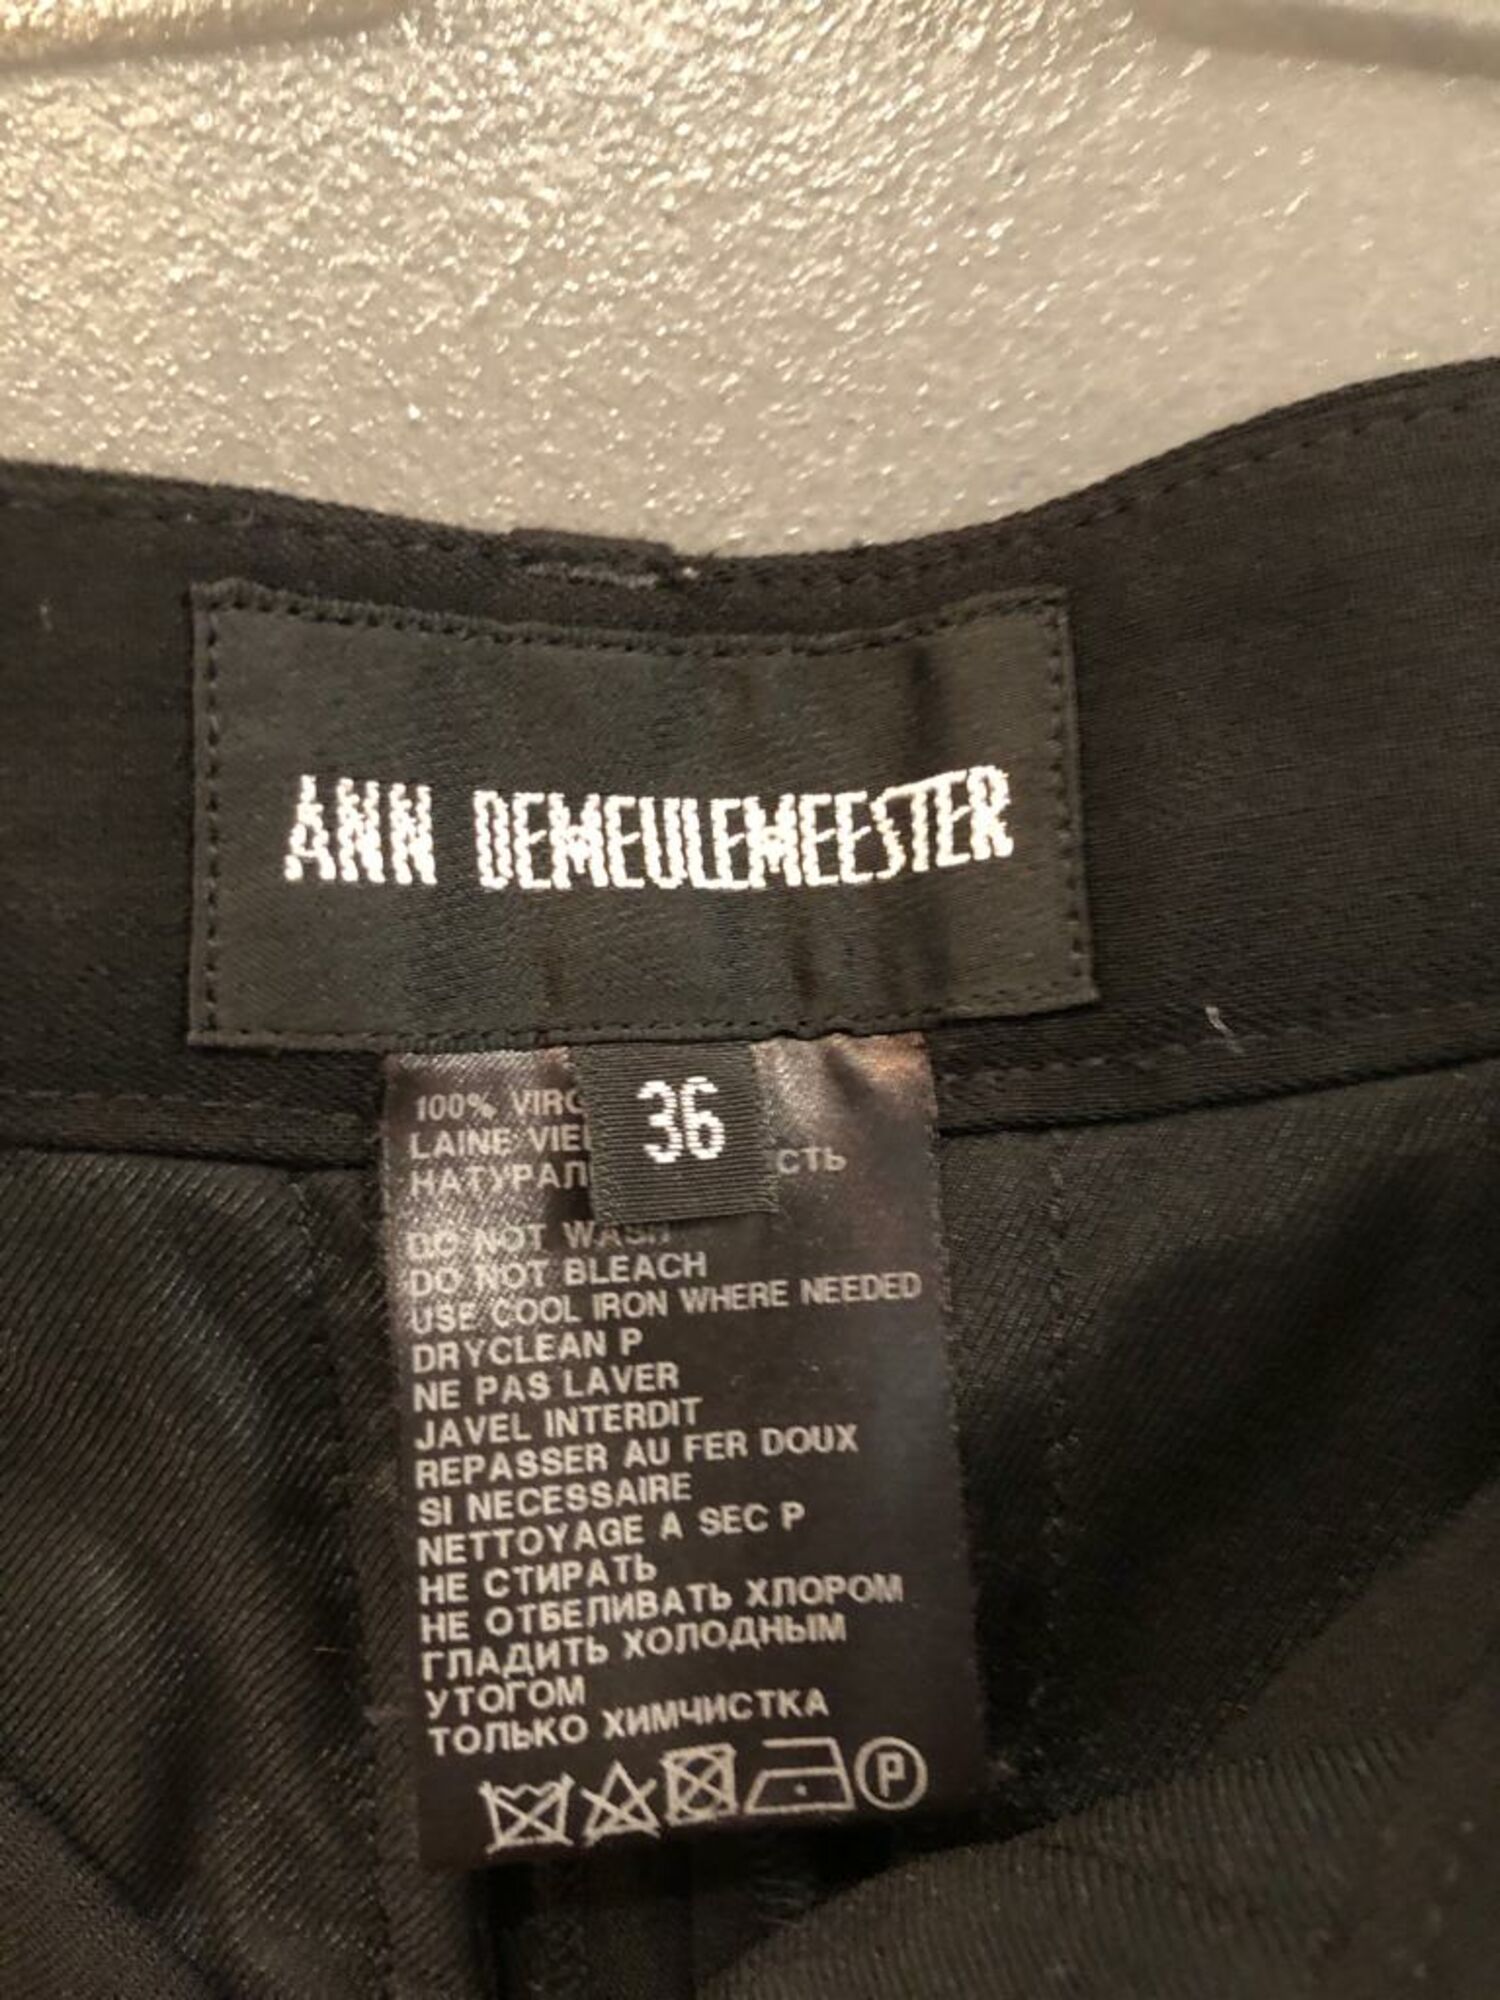 ANN DEMEULEMEESTER
36
100% VIRG
LAINE VIE
НАТУРАЛ СТЬ
DO NOT WASH
DO NOT BLEACH
USE COOL IRON WHERE NEEDED
DRYCLEAN P
NE PAS LAVER
JAVEL INTERDIT
REPASSER AU FER DOUX
SI NECESSAIRE
NETTOYAGE A SEC P
НЕ СТИРАТЬ
НЕ ОТБЕЛИВАТЬ ХЛОРОМ
ГЛАДИТЬ ХОЛОДНЫМ
УТОГОМ
ТОЛЬКО ХИМЧИСТКА
P